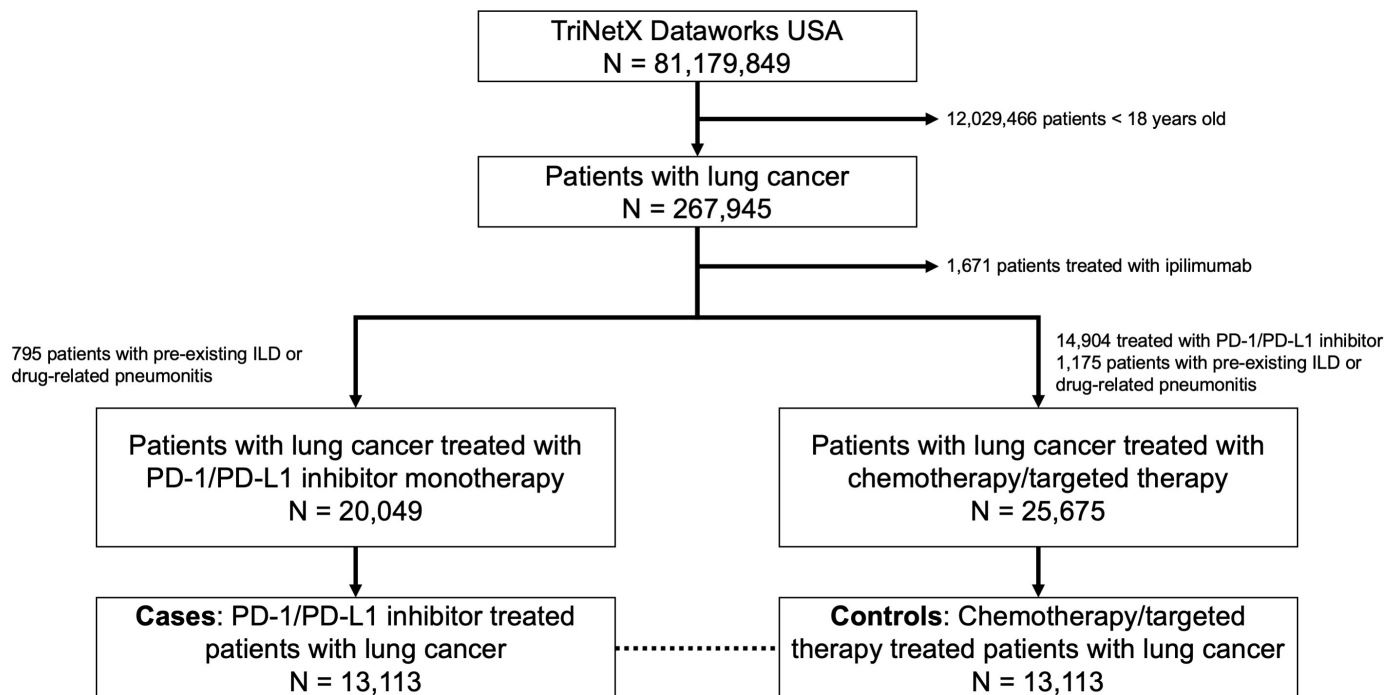 TriNetX Dataworks USA
N = 81,179,849
12,029,466 patients < 18 years old
Patients with lung cancer
N = 267,945
1,671 patients treated with ipilimumab
795 patients with pre-existing ILD or
drug-related pneumonitis
14,904 treated with PD-1/PD-L1 inhibitor
1,175 patients with pre-existing ILD or
drug-related pneumonitis
Patients with lung cancer treated with
PD-1/PD-L1 inhibitor monotherapy
N = 20,049
Patients with lung cancer treated with
chemotherapy/targeted therapy
N = 25,675
Cases: PD-1/PD-L1 inhibitor treated
patients with lung cancer
N = 13,113
Controls: Chemotherapy/targeted
therapy treated patients with lung cancer
N = 13,113